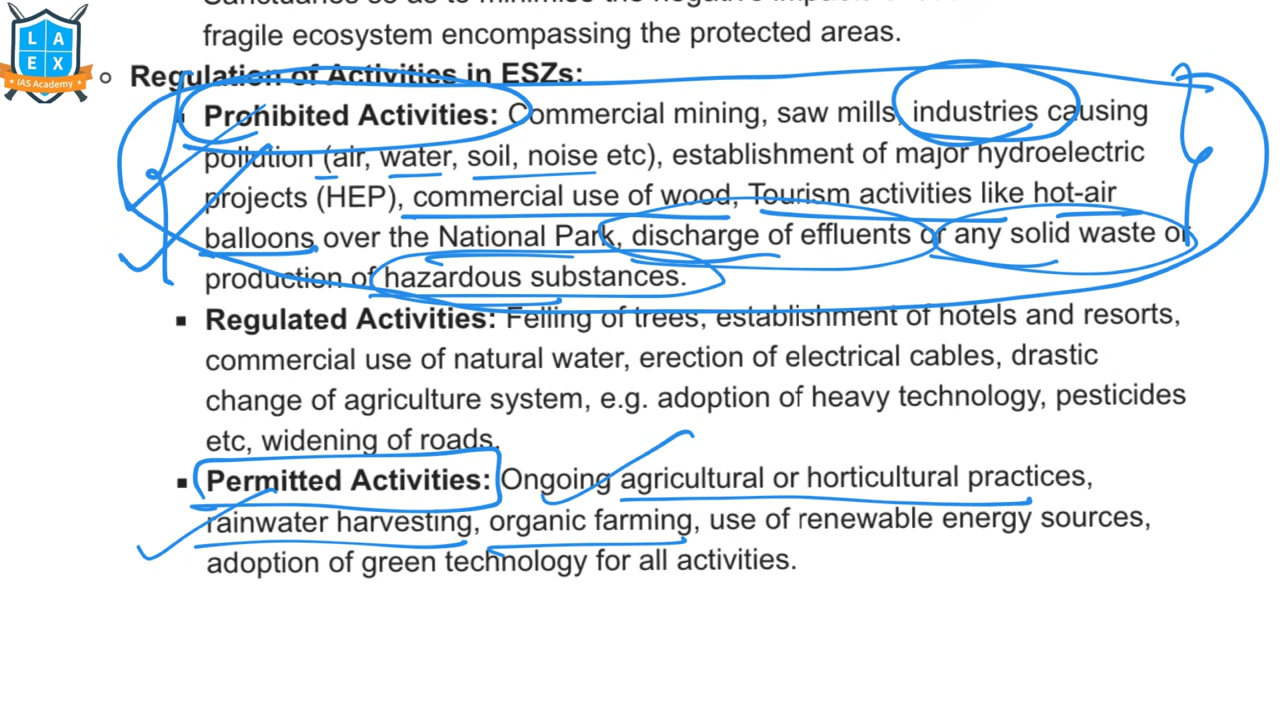 L A
E X
IAS Academy
fragile ecosystem encompassing the protected areas.
Regulation of Activities in ESZs:
Prohibited Activities: Commercial mining, saw mills, industries causing
pollution (air, water, soil, noise etc), establishment of major hydroelectric
projects (HEP), commercial use of wood, Tourism activities like hot-air
balloons over the National Park, discharge of effluents or any solid waste or
production of hazardous substances.
Regulated Activities: Felling of trees, establishment of hotels and resorts,
commercial use of natural water, erection of electrical cables, drastic
change of agriculture system, e.g. adoption of heavy technology, pesticides
etc, widening of roads.
Permitted Activities: Ongoing agricultural or horticultural practices,
rainwater harvesting, organic farming, use of renewable energy sources,
adoption of green technology for all activities.